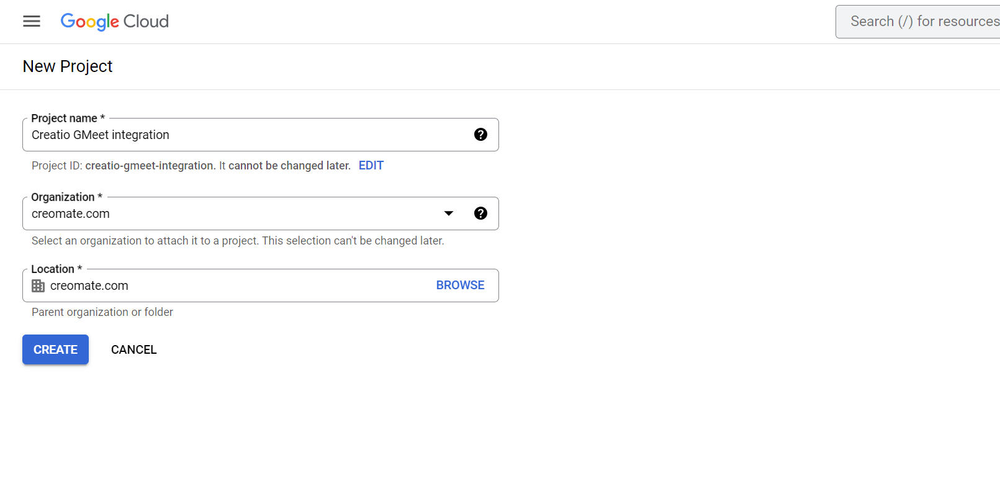 Google Cloud
Search (/) for resources
New Project
Project name *
Creatio GMeet integration
Project ID: creatio-gmeet-integration. It cannot be changed later. EDIT
Organization *
creomate.com
Select an organization to attach it to a project. This selection can't be changed later.
Location *
creomate.com
BROWSE
Parent organization or folder
CREATE
CANCEL